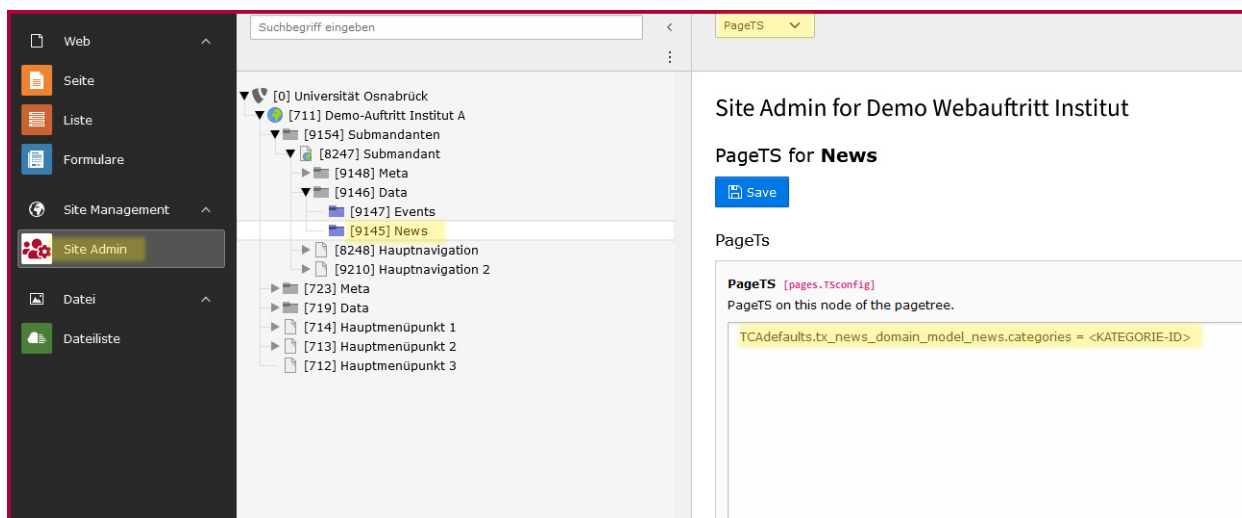 Web
Seite
Liste
Formulare
Site Management
Site Admin
Datei
Dateiliste
Suchbegriff eingeben
[0] Universität Osnabrück
[711] Demo-Auftritt Institut A
[9154] Submandanten
[8247] Submandant
[9148] Meta
[9146] Data
[9147] Events
[9145] News
[8248] Hauptnavigation
[9210] Hauptnavigation 2
[723] Meta
[719] Data
[714] Hauptmenüpunkt 1
[713] Hauptmenüpunkt 2
[712] Hauptmenüpunkt 3
PageTS
Site Admin for Demo Webauftritt Institut
PageTS for News
Save
PageTs
PageTS [pages.TSconfig]
PageTS on this node of the pagetree.
TCAdefaults.tx_news_domain_model_news.categories = <KATEGORIE-ID>